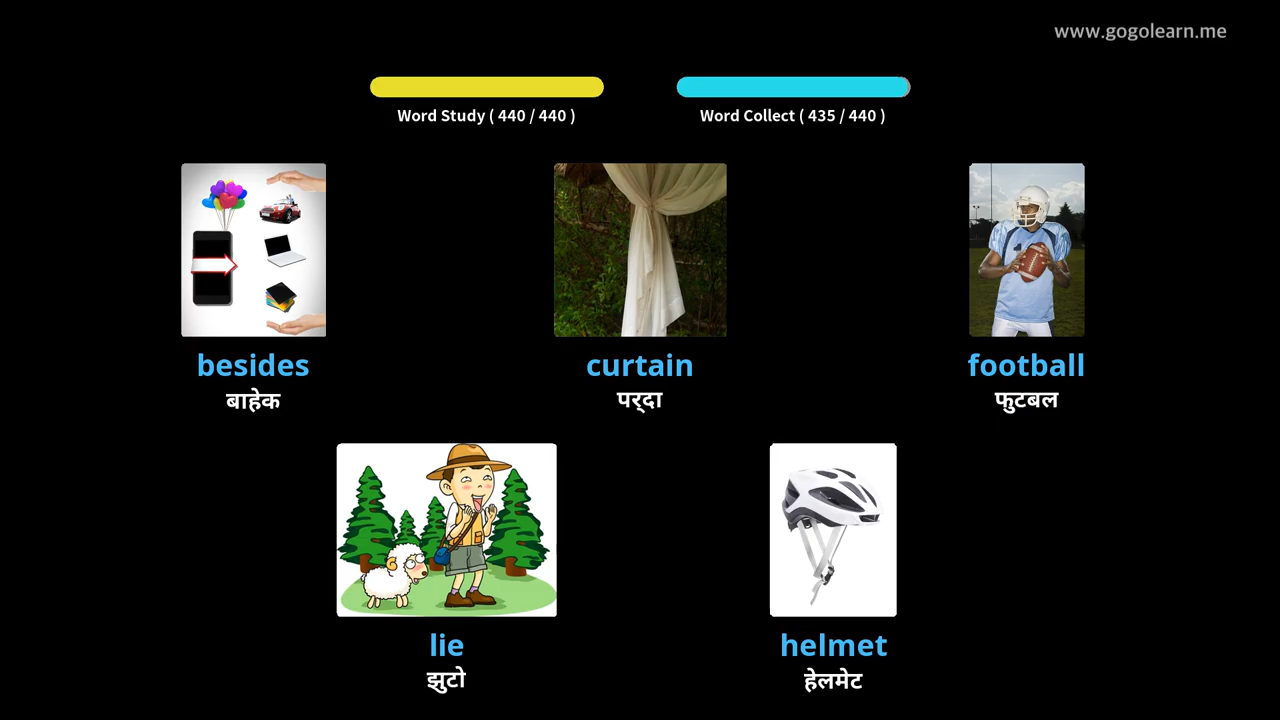 www.gogolearn.me
Word Study ( 440 / 440 )
Word Collect ( 435 / 440 )
besides
बाहेक
curtain
पर्‌दा
football
फुटबल
lie
झुटो
helmet
हेलमेट